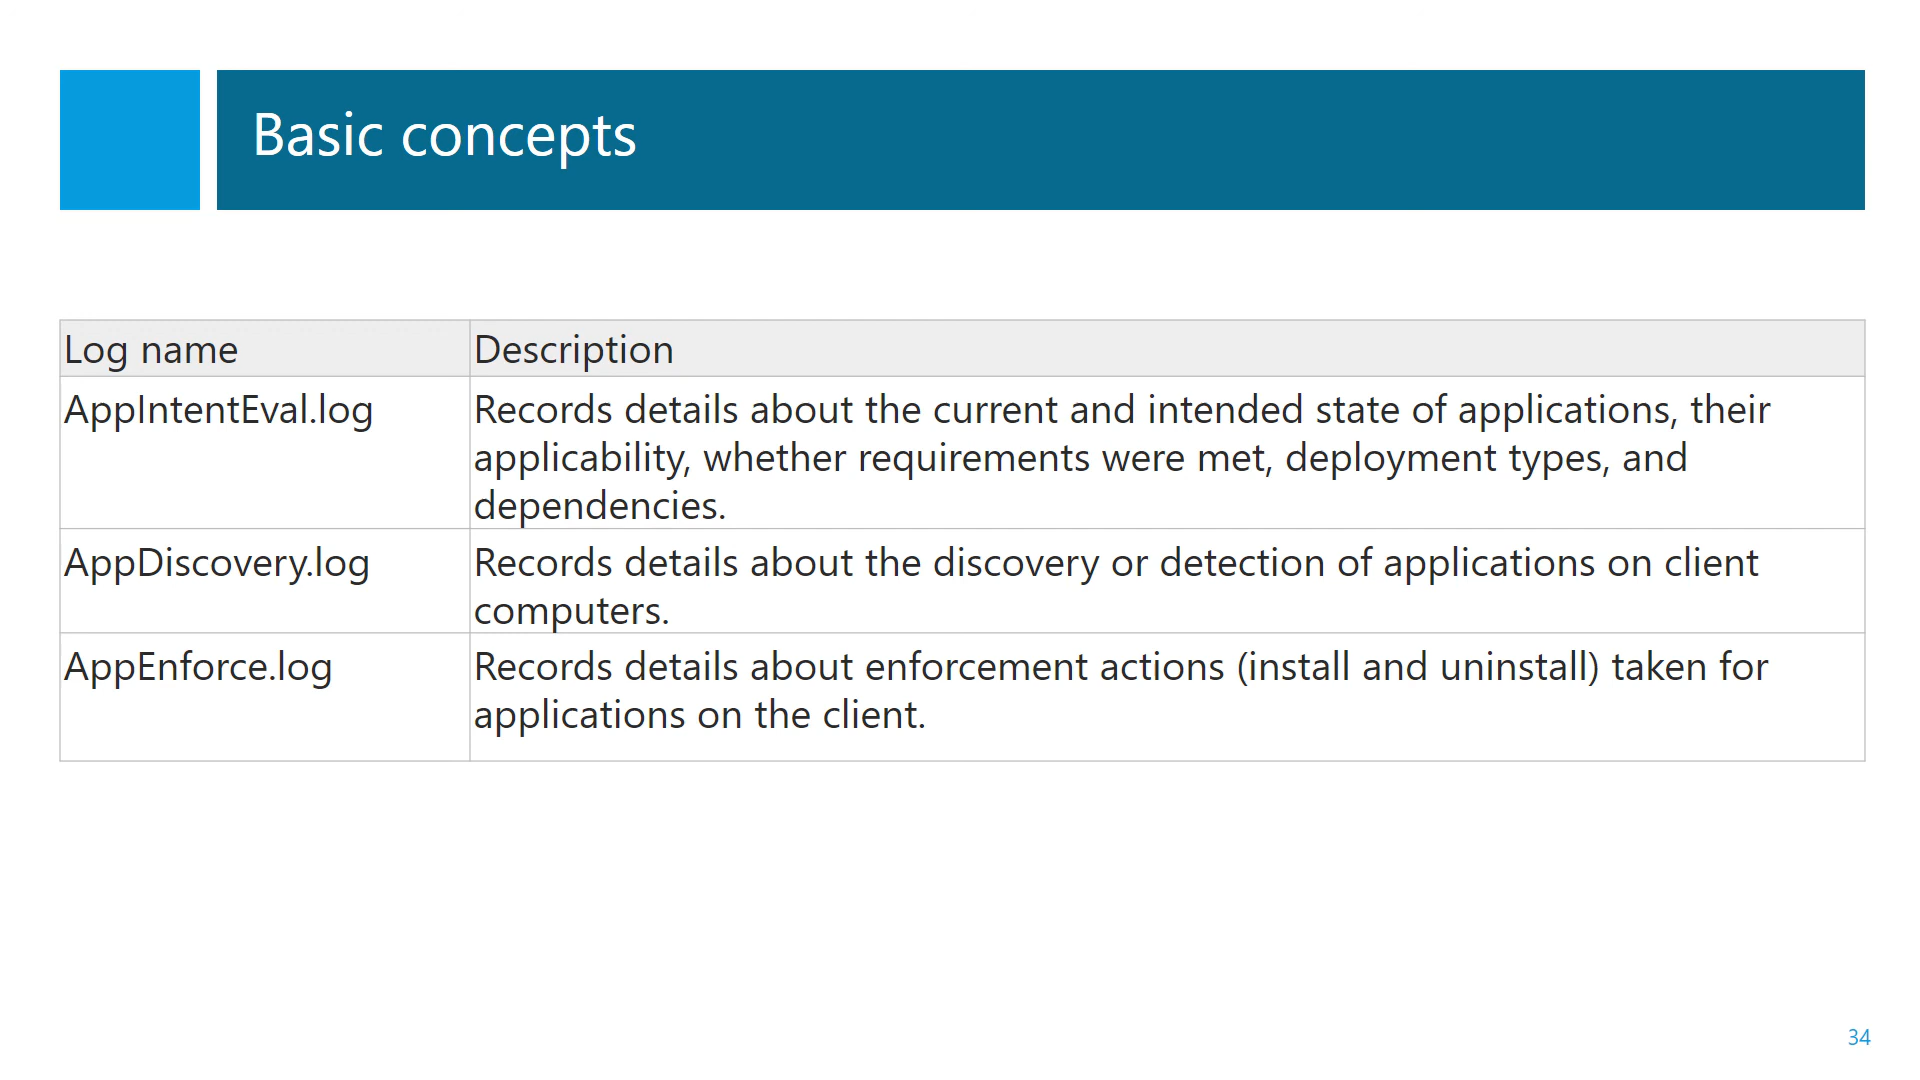 Basic concepts
Log name
Description
AppIntentEval.log
Records details about the current and intended state of applications, their
applicability, whether requirements were met, deployment types, and
dependencies.
AppDiscovery.log
Records details about the discovery or detection of applications on client
computers.
AppEnforce.log
Records details about enforcement actions (install and uninstall) taken for
applications on the client.
34